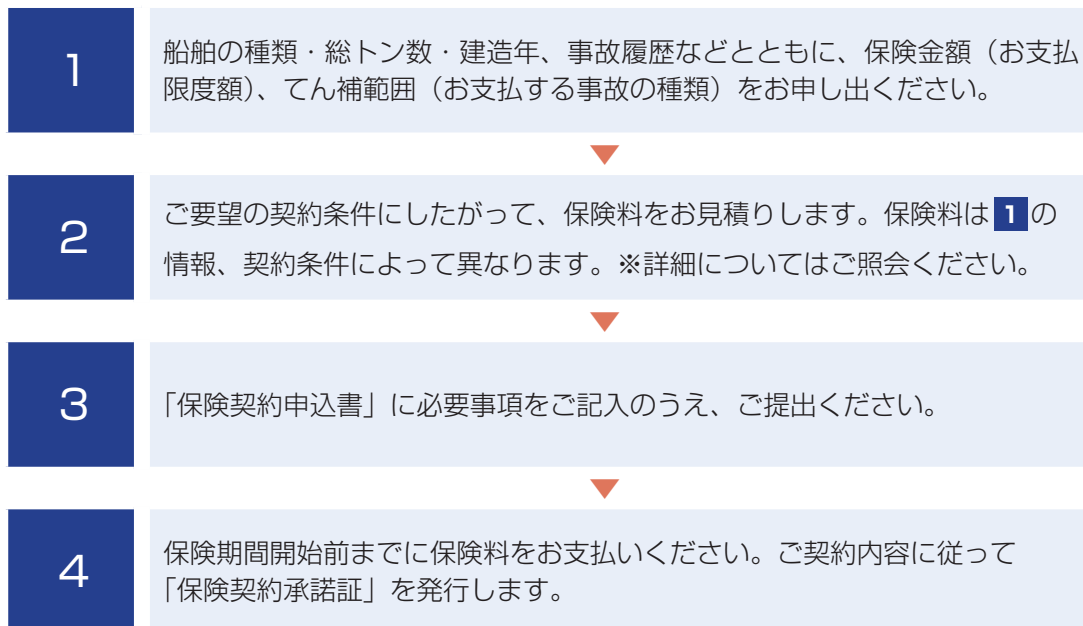 1
船舶の種類・総トン数・建造年、事故履歴などとともに、保険金額（お支払
限度額）、てん補範囲（お支払する事故の種類）をお申し出ください。
2
ご要望の契約条件にしたがって、保険料をお見積りします。保険料は 1 の
情報、契約条件によって異なります。※詳細についてはご照会ください。
3
「保険契約申込書」に必要事項をご記入のうえ、ご提出ください。
4
保険期間開始前までに保険料をお支払いください。ご契約内容に従って
「保険契約承諾証」を発行します。